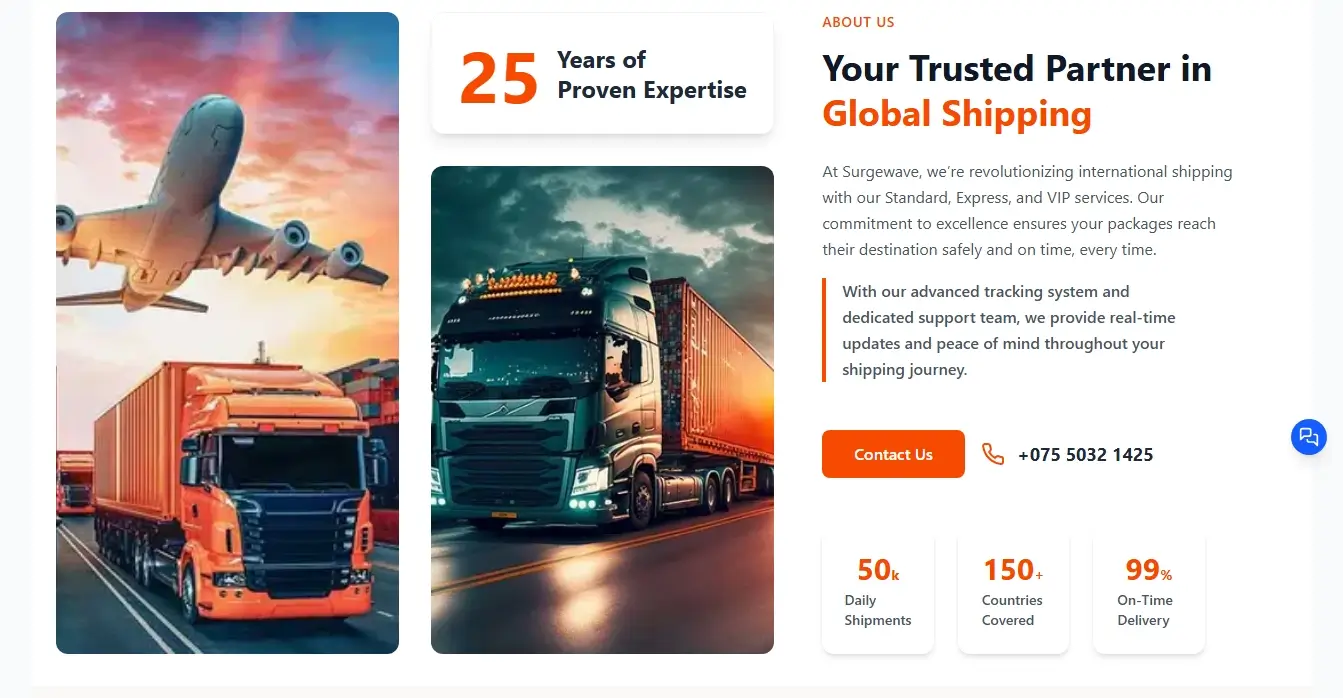 25
Years of
Proven Expertise
ABOUT US
Your Trusted Partner in
Global Shipping
At Surgewave, we're revolutionizing international shipping
with our Standard, Express, and VIP services. Our
commitment to excellence ensures your packages reach
their destination safely and on time, every time.
With our advanced tracking system and
dedicated support team, we provide real-time
updates and peace of mind throughout your
shipping journey.
Contact Us
+075 5032 1425
50k
Daily
Shipments
150+
Countries
Covered
99%
On-Time
Delivery